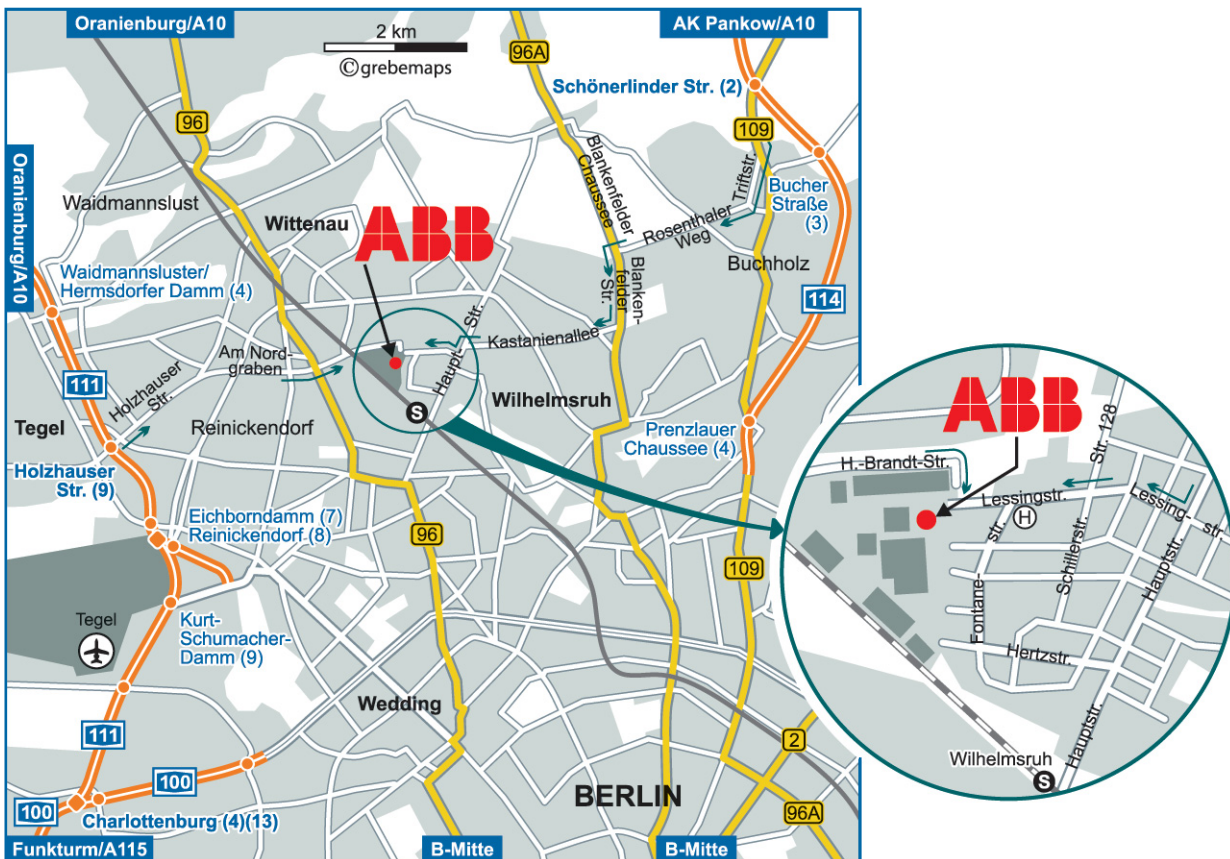 Oranienburg/A10
2 km
©grebemaps
96A
AK Pankow/A10
Schönerlinder Str. (2)
96
109
Oranienburg/A10
Waidmannslust
Wittenau
ABB
Blankenfelder
Chaussee
Triftstr.
Bucher
Straße
(3)
Rosenthaler
Weg
Buchholz
Waidmannsluster/
Hermsdorfer Damm (4)
Blanken-
felder
Str.
114
Kastanienallee
Haupt-
Str.
Am Nord-
graben
111
Holzhauser
Str.
S
Wilhelmsruh
Tegel
Reinickendorf
Prenzlauer
Chaussee (4)
Holzhauser
Str. (9)
Eichborndamm (7)
Reinickendorf (8)
96
109
Tegel
Kurt-
Schumacher-
Damm (9)
Wedding
111
2
100
BERLIN
100
96A
Charlottenburg (4)(13)
Funkturm/A115
B-Mitte
B-Mitte
ABB
Str. 128
H.-Brandt-Str.
Lessingstr.
Lessing-
str.
H
Fontane-
str.
Schillerstr.
Hauptstr.
Hertzstr.
Hauptstr.
Wilhelmsruh
S